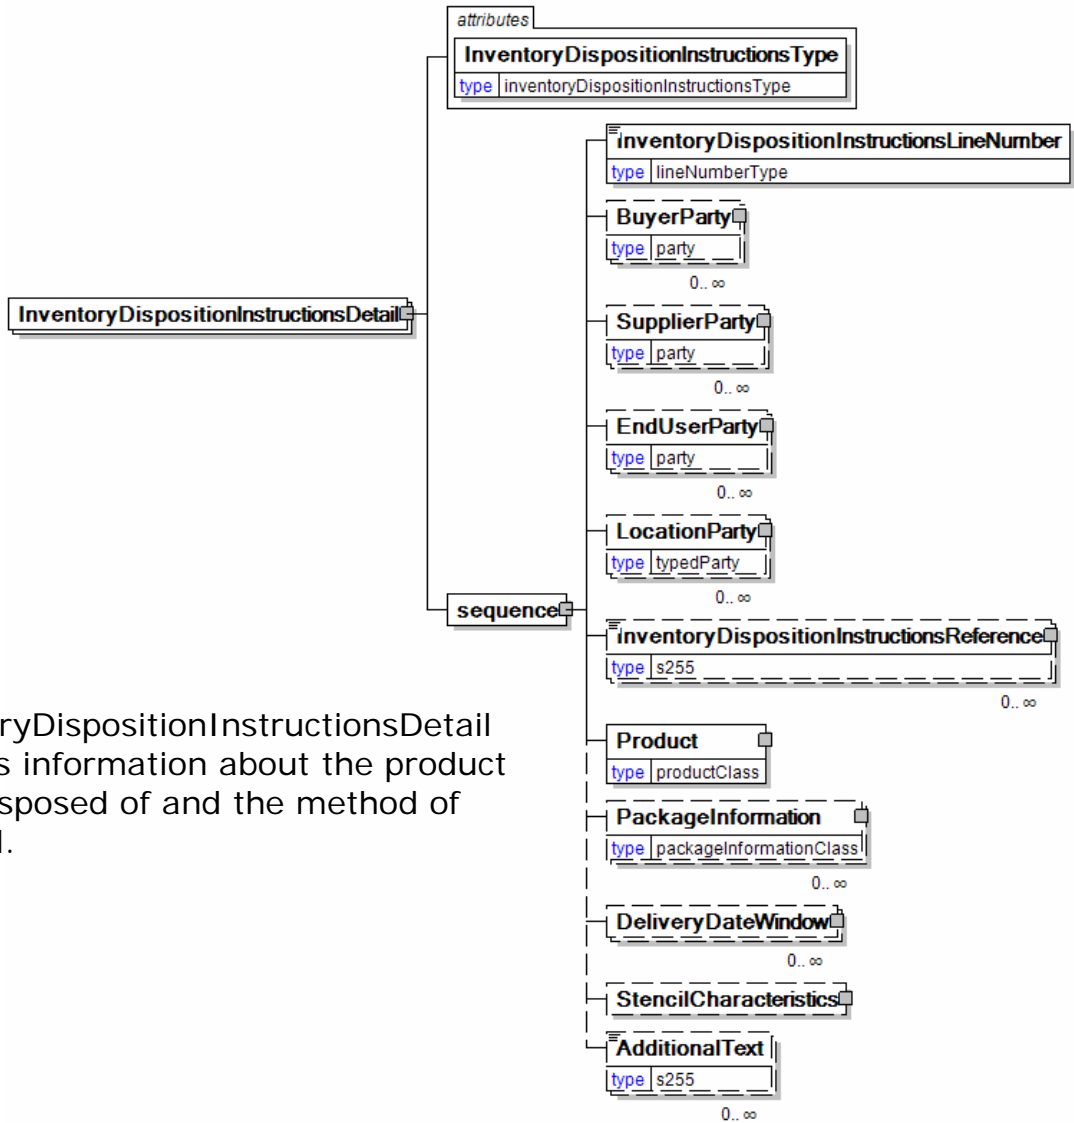 attributes
InventoryDispositionInstructionsType
type inventoryDispositionInstructionsType
InventoryDispositionInstructionsLineNumber
type lineNumberType
BuyerParty
type party
0.. ∞
InventoryDispositionInstructionsDetail
SupplierParty
type party
0.. ∞
EndUserParty
type party
0.. ∞
LocationParty
type typedParty
0.. ∞
sequence
InventoryDispositionInstructionsReference
type s255
0.. ∞
ryDispositionInstructionsDetail
s information about the product
sposed of and the method of
l.
Product
type productClass
PackageInformation
type packageInformationClass
0.. ∞
DeliveryDateWindow
0.. ∞
StencilCharacteristics
AdditionalText
type s255
0.. ∞